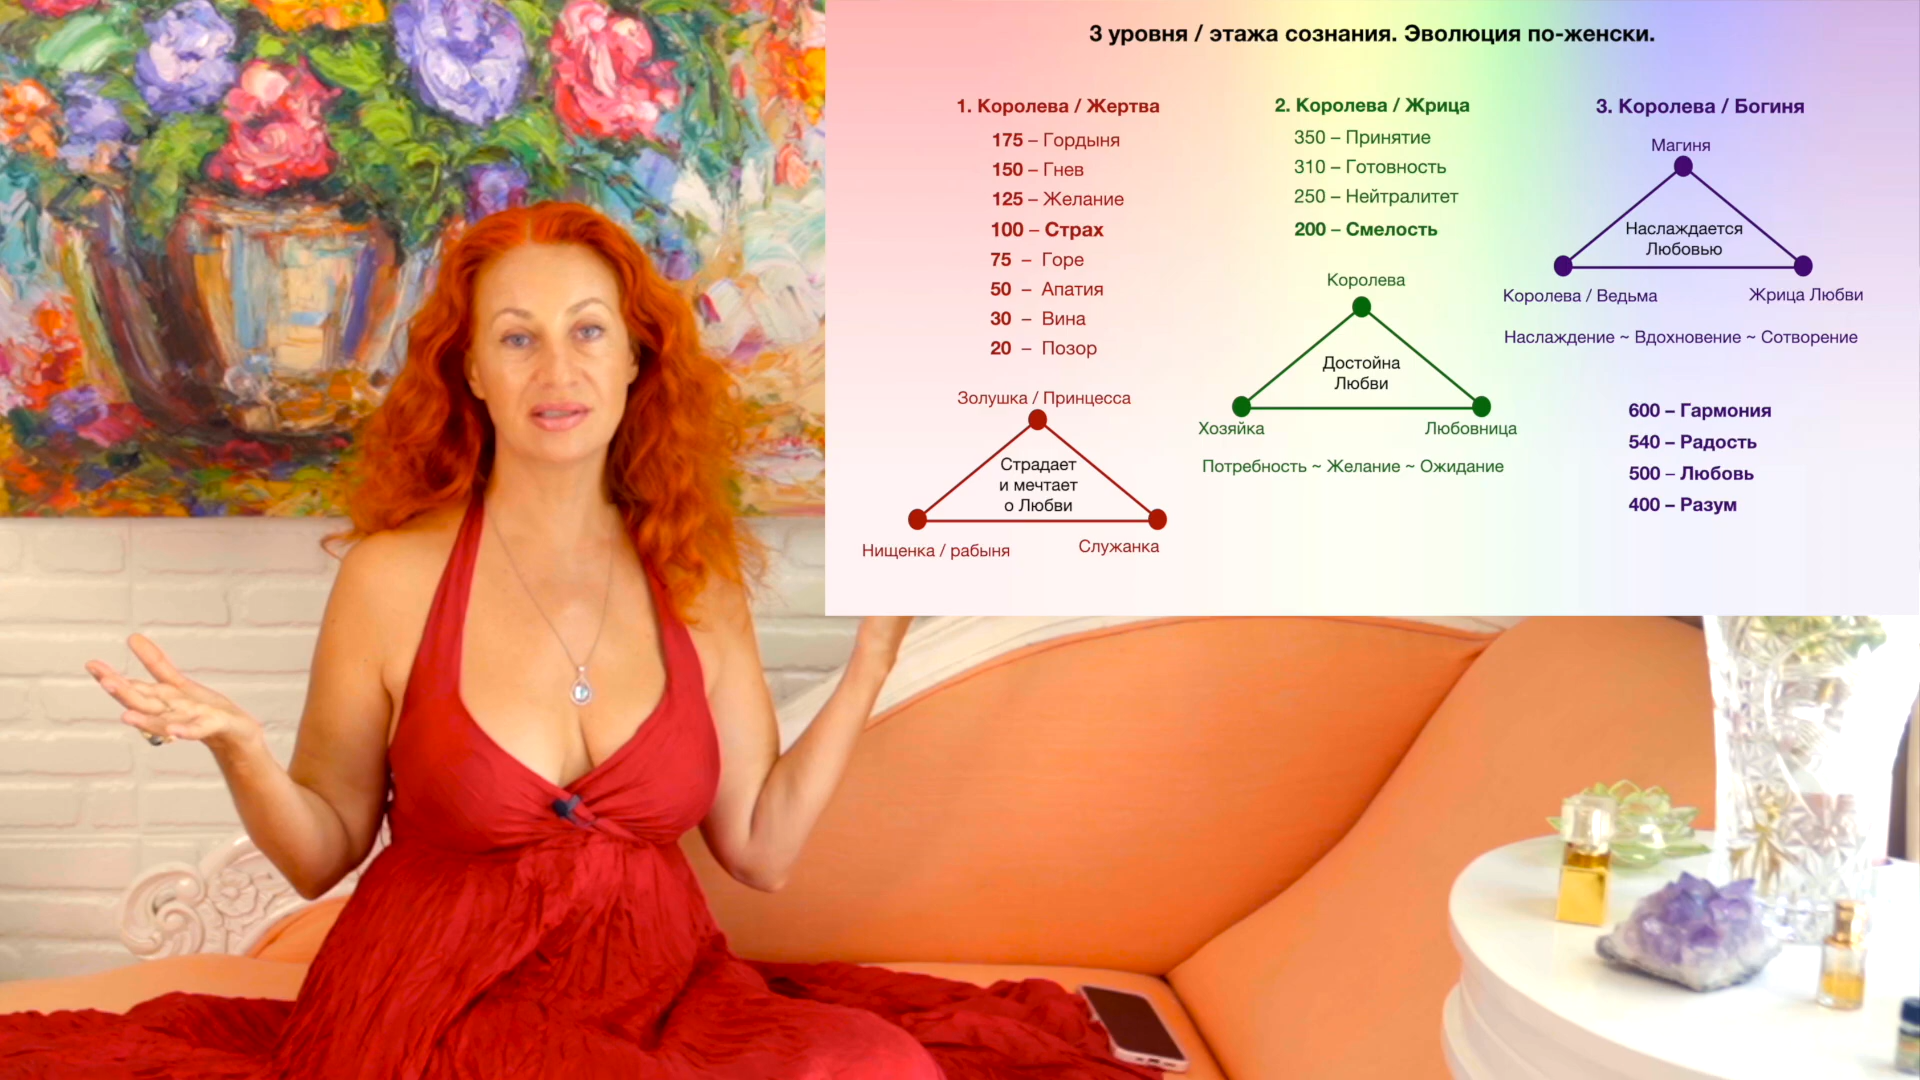 3 уровня / этажа сознания. Эволюция по-женски.
1. Королева / Жертва
175 – Гордыня
150 – Гнев
125 – Желание
100 – Страх
75 – Горе
50 – Апатия
30 – Вина
20 – Позор
Золушка / Принцесса
Страдает
и мечтает
о Любви
Нищенка / рабыня
Служанка
2. Королева / Жрица
350 – Принятие
310 – Готовность
250 – Нейтралитет
200 – Смелость
Королева
Достойна
Любви
Хозяйка
Любовница
Потребность ~ Желание ~ Ожидание
3. Королева / Богиня
Магиня
Наслаждается
Любовью
Королева / Ведьма
Жрица Любви
Наслаждение ~ Вдохновение ~ Сотворение
600 – Гармония
540 – Радость
500 – Любовь
400 – Разум